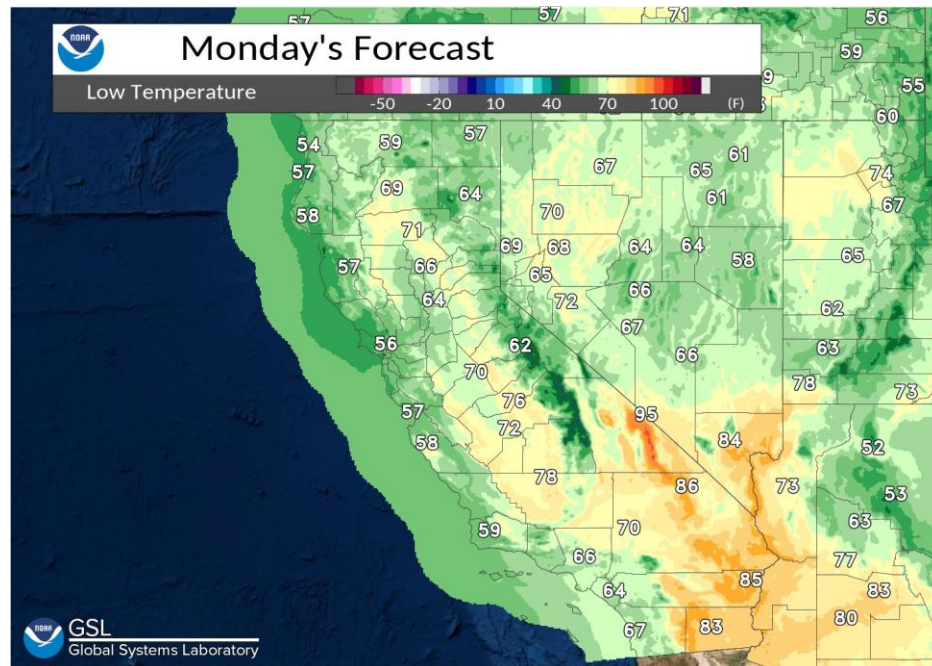 57 57 71 56
NOAA
Monday's Forecast
59
Low Temperature
-50 -20 10 40 70 100 (F)
55
60
54 59 57 67 65 61
57 69 64 61 74
58 71 70 67
69 68 64 64 65
57 66 65 58
64 72 66 62
56 62 67 66 63
70 78 73
57 76 95
58 72 84 52
78 86 73 53
59 70 63
66 77
64 85 83
67 83 80
NOAA
GSL
Global Systems Laboratory